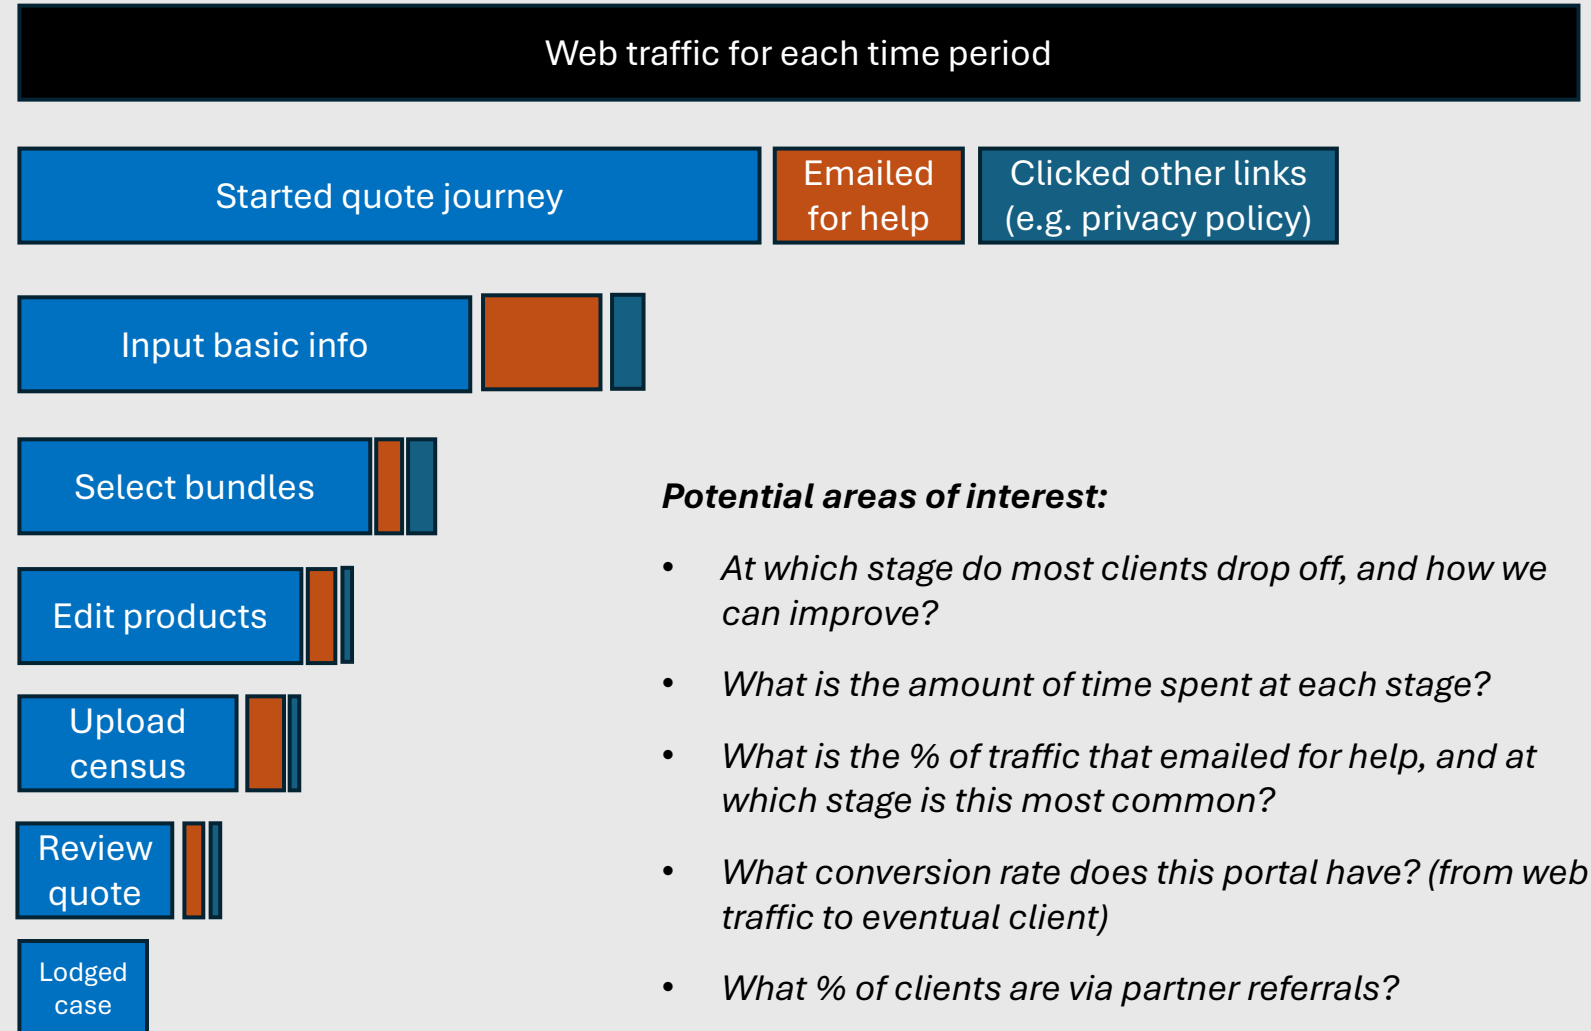 Web traffic for each time period
Started quote journey
Emailed
for help
Clicked other links
(e.g. privacy policy)
Input basic info
Select bundles
Edit products
Upload
census
Review
quote
Lodged
case
Potential areas of interest:
• At which stage do most clients drop off, and how we
can improve?
• What is the amount of time spent at each stage?
• What is the % of traffic that emailed for help, and at
which stage is this most common?
• What conversion rate does this portal have? (from web
traffic to eventual client)
• What % of clients are via partner referrals?